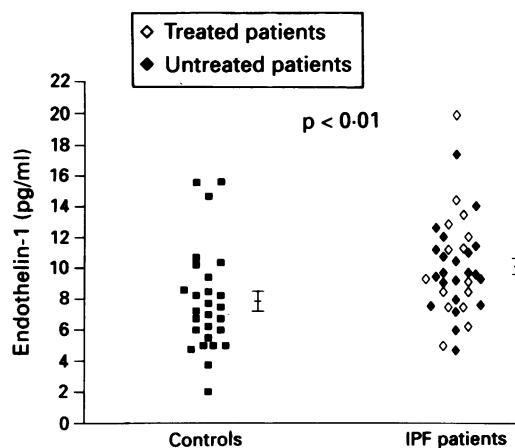 Treated patients
Untreated patients
Endothelin-1 (pg/ml)
22
20
18
16
14
12
10
8
6
4
2
0
p < 0·01
Controls
IPF patients